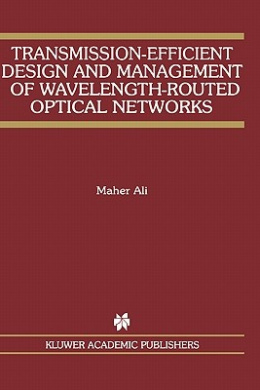 TRANSMISSION-EFFICIENT
DESIGN AND MANAGEMENT
OF WAVELENGTH-ROUTED
OPTICAL NETWORKS
Maher Ali
KLUWER ACADEMIC PUBLISHERS